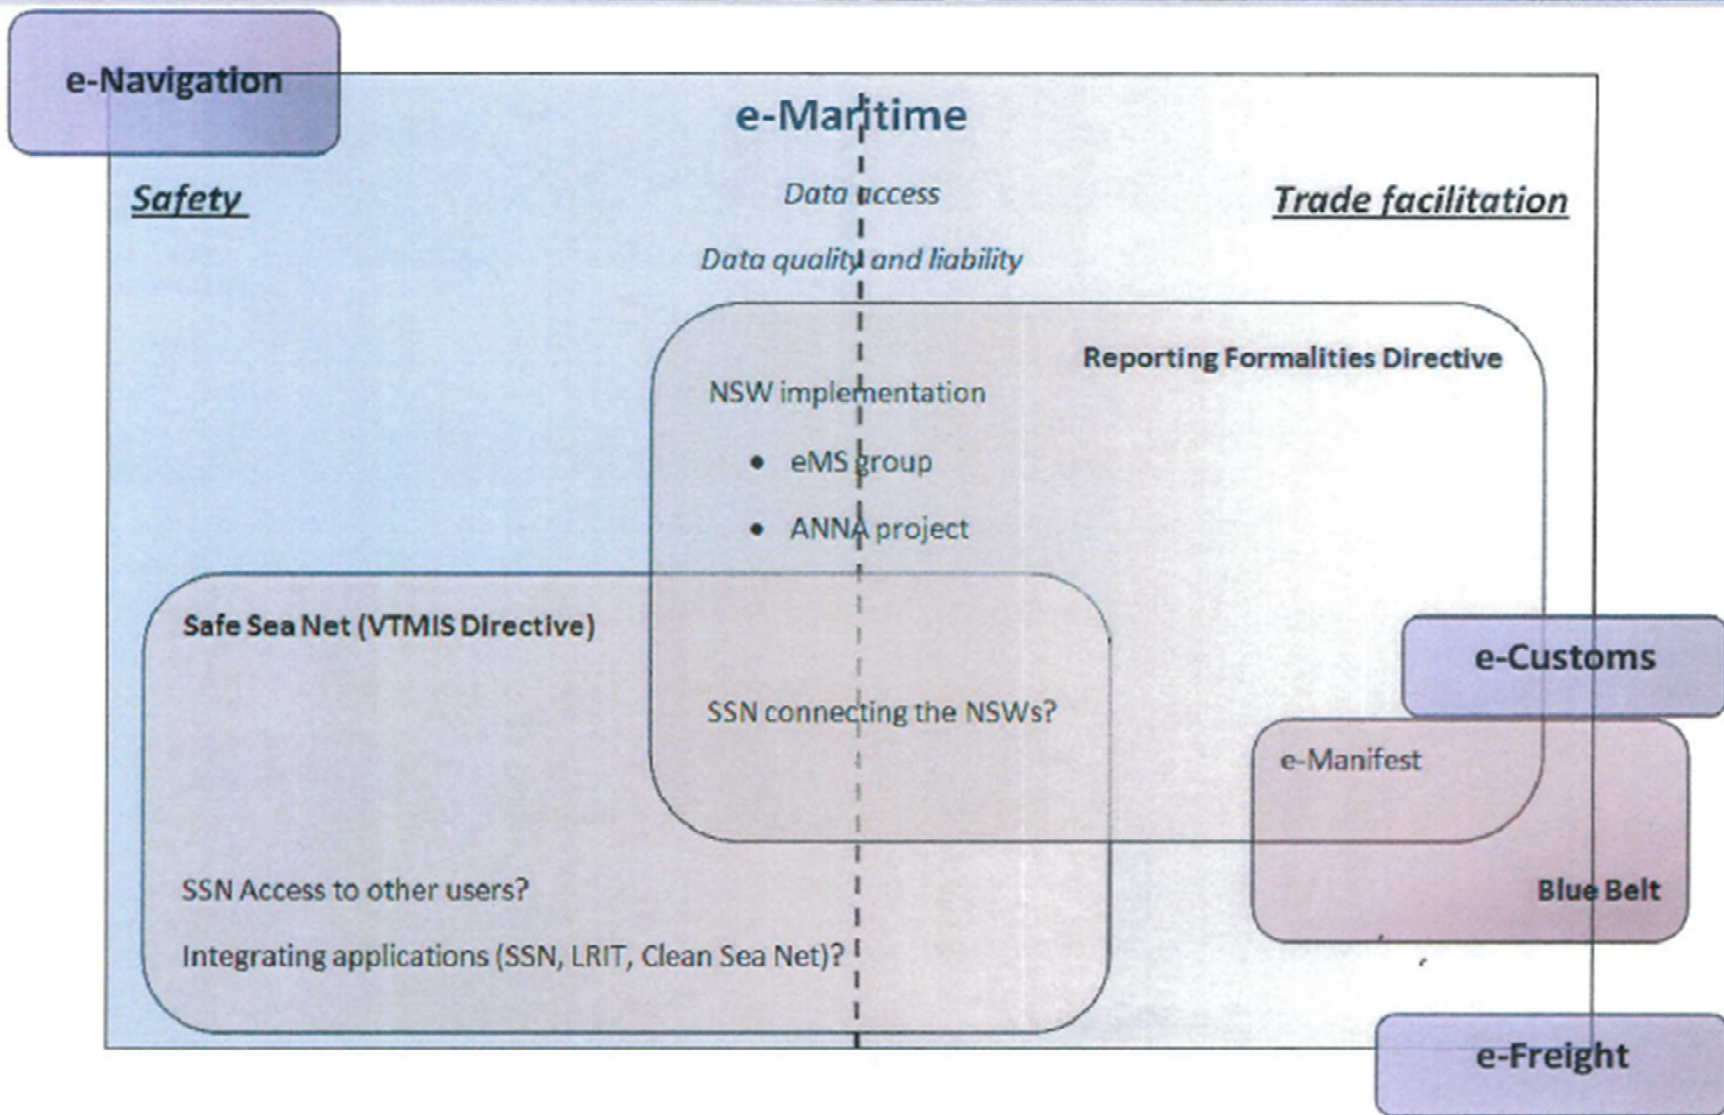 e-Navigation
e-Maritime
Safety
Data access
Trade facilitation
Data quality and liability
Reporting Formalities Directive
NSW implementation
• eMS group
• ANNA project
Safe Sea Net (VTMIS Directive)
e-Customs
SSN connecting the NSWs?
e-Manifest
SSN Access to other users?
Blue Belt
Integrating applications (SSN, LRIT, Clean Sea Net)?
e-Freight